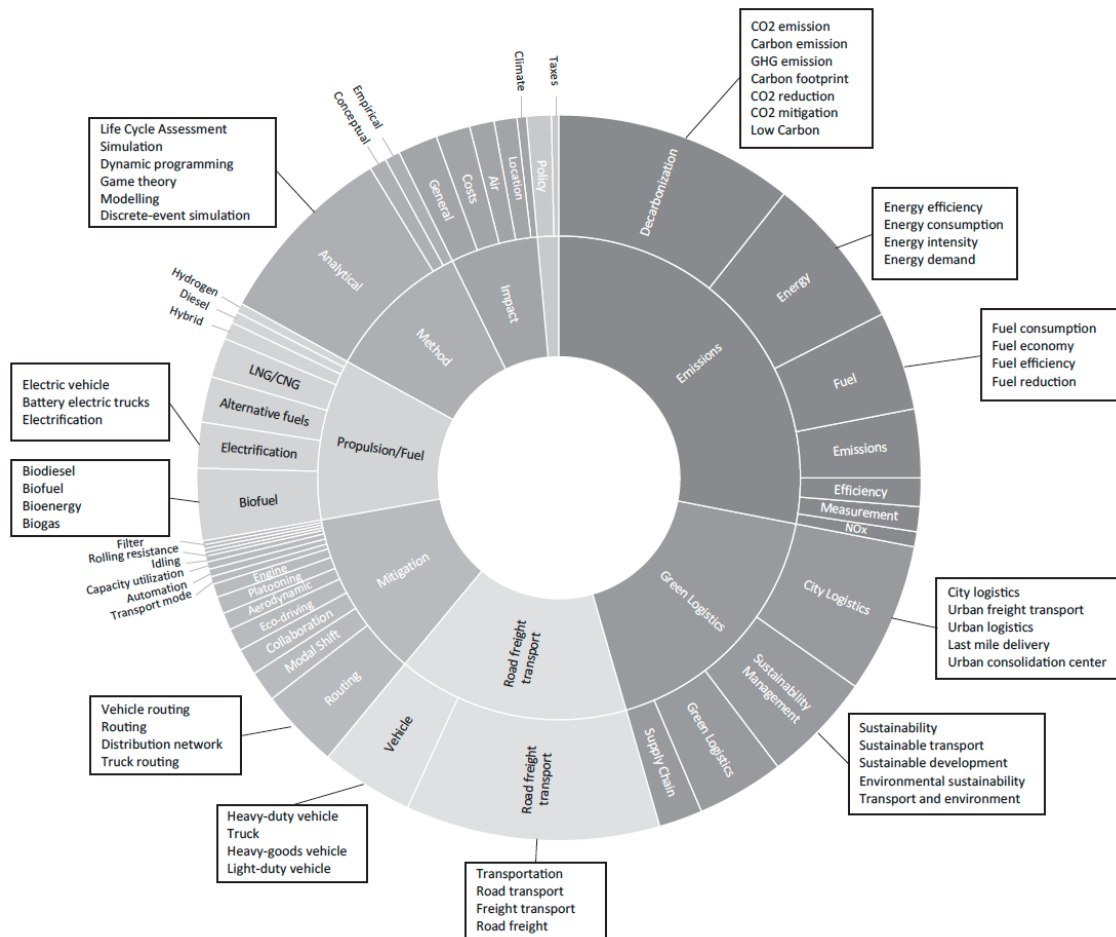 CO2 emission
Carbon emission
GHG emission
Carbon footprint
CO2 reduction
CO2 mitigation
Low Carbon
Energy efficiency
Energy consumption
Energy intensity
Energy demand
Fuel consumption
Fuel economy
Fuel efficiency
Fuel reduction
City logistics
Urban freight transport
Urban logistics
Last mile delivery
Urban consolidation center
Sustainability
Sustainable transport
Sustainable development
Environmental sustainability
Transport and environment
Transportation
Road transport
Freight transport
Road freight
Heavy-duty vehicle
Truck
Heavy-goods vehicle
Light-duty vehicle
Vehicle routing
Routing
Distribution network
Truck routing
Biodiesel
Biofuel
Bioenergy
Biogas
Electric vehicle
Battery electric trucks
Electrification
Life Cycle Assessment
Simulation
Dynamic programming
Game theory
Modelling
Discrete-event simulation
Decarbonization
Energy
Fuel
Emissions
Efficiency
Measurement
NOx
City Logistics
Sustainability
Management
Green Logistics
Supply Chain
Road freight
transport
Vehicle
Routing
Modal Shift
Collaboration
Eco-driving
Aerodynamic
Platooning
Engine
Transport mode
Automation
Capacity utilization
Idling
Rolling resistance
Filter
Biofuel
Electrification
Alternative fuels
LNG/CNG
Hybrid
Diesel
Hydrogen
Analytical
Conceptual
Empirical
General
Costs
Air
Location
Climate
Policy
Taxes
Emissions
Green Logistics
Road freight
transport
Mitigation
Propulsion/Fuel
Method
Impact